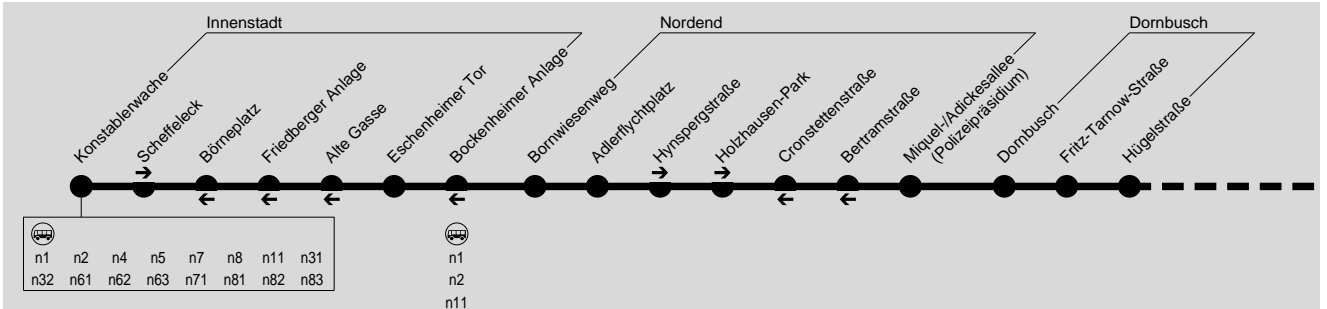 Innenstadt
Nordend
Dornbusch
Konstablerwache
Scheffeleck
Börneplatz
Friedberger Anlage
Alte Gasse
Eschenheimer Tor
Bockenheimer Anlage
Bornwiesenweg
Adlerflychtplatz
Hynspergstraße
Holzhausen-Park
Cronstettenstraße
Bertramstraße
Miquel-/Adickesallee
(Polizeipräsidium)
Dornbusch
Fritz-Tarnow-Straße
Hügelstraße
n1 n2 n4 n5 n7 n8 n11 n31
n32 n61 n62 n63 n71 n81 n82 n83
n1
n2
n11